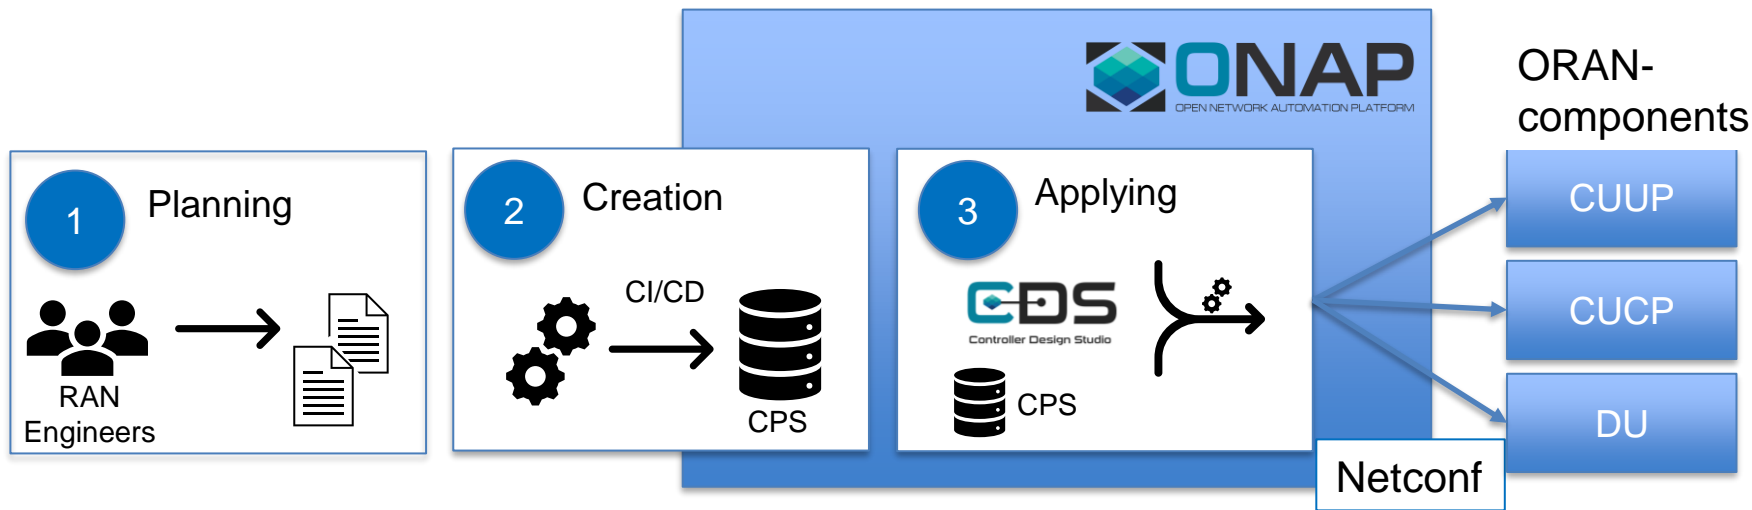 ONAP
OPEN NETWORK AUTOMATION PLATFORM
ORAN-
components
1
Planning
RAN
Engineers
2
Creation
CI/CD
CPS
3
Applying
CDS
Controller Design Studio
CPS
CUUP
CUCP
DU
Netconf